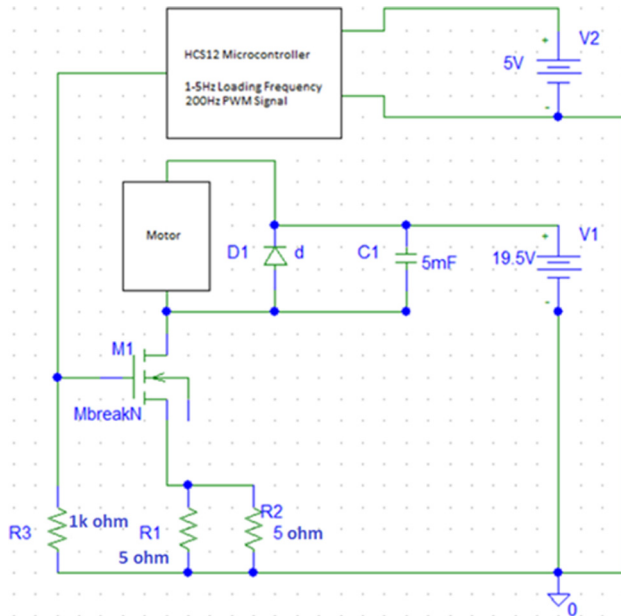 HCS12 Microcontroller
1-5Hz Loading Frequency
200Hz PWM Signal
V2
+
5V
-
Motor
D1
d
C1
5mF
V1
+
19.5V
-
M1
MbreakN
R3
1k ohm
R1
5 ohm
R2
5 ohm
0